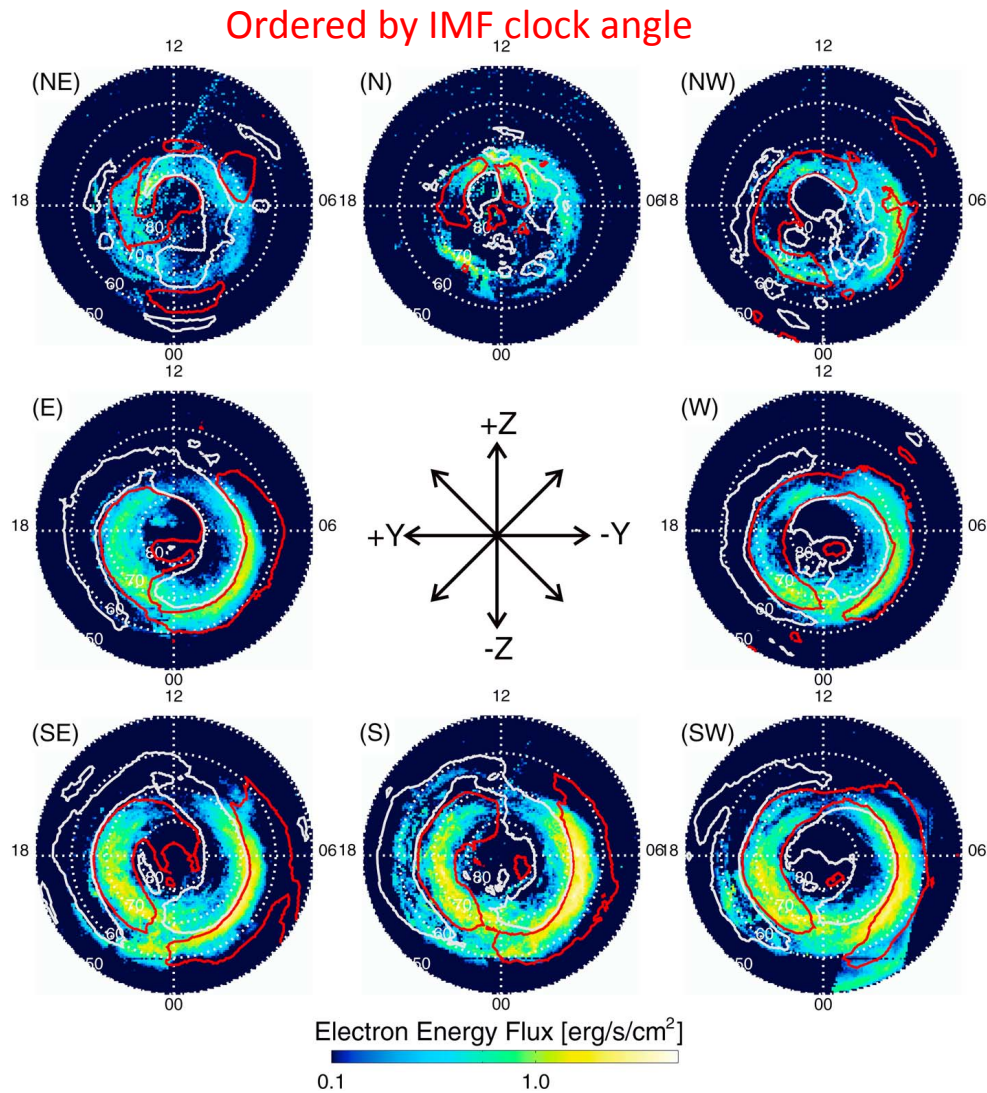 Ordered by IMF clock angle
12 12 12
(NE) (N) (NW)
18 06 18 06 18 06
80 80 80
70 70 70
60 60 60
50 50 50
00 00 00
12 12
(E) (W)
+Z
18 06 +Y -Y 18 06
80 80
70 70
60 60
50 50
-Z
00 00
12 12 12
(SE) (S) (SW)
18 06 18 06 18 06
80 80 80
70 70 70
60 60 60
50 50 50
00 00 00
Electron Energy Flux [erg/s/cm²]
0.1 1.0